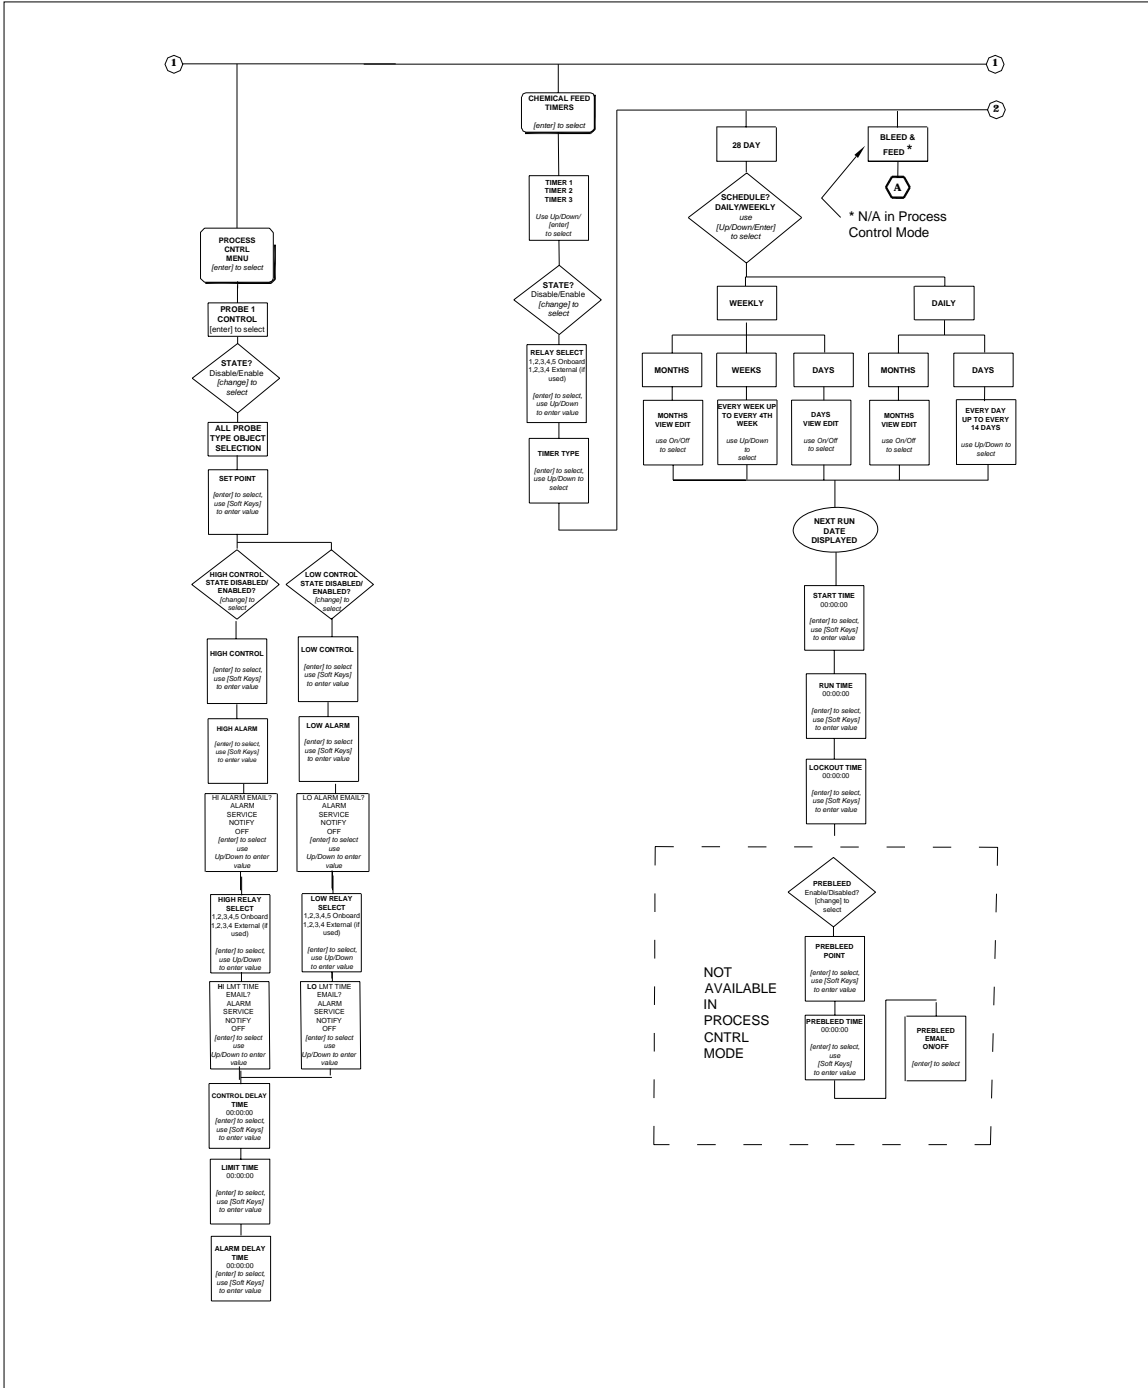 1
1
PROCESS
CNTRL
MENU
[enter] to select
PROBE 1
CONTROL
[enter] to select
STATE?
Disable/Enable
[change] to
select
ALL PROBE
TYPE OBJECT
SELECTION
SET POINT
[enter] to select,
use [Soft Keys]
to enter value
HIGH CONTROL
STATE DISABLED/
ENABLED?
[change] to
select
LOW CONTROL
STATE DISABLED/
ENABLED?
[change] to
select
HIGH CONTROL
[enter] to select,
use [Soft Keys]
to enter value
LOW CONTROL
[enter] to select
use [Soft Keys]
to enter value
HIGH ALARM
[enter] to select,
use [Soft Keys]
to enter value
LOW ALARM
[enter] to select
use [Soft Keys]
to enter value
HI ALARM EMAIL?
ALARM
SERVICE
NOTIFY
OFF
[enter] to select
use
Up/Down to enter
value
LO ALARM EMAIL?
ALARM
SERVICE
NOTIFY
OFF
[enter] to select
use
Up/Down to enter
value
HIGH RELAY
SELECT
1,2,3,4,5 Onboard
1,2,3,4 External (if
used)
[enter] to select,
use Up/Down
to enter value
LOW RELAY
SELECT
1,2,3,4,5 Onboard
1,2,3,4 External (if
used)
[enter] to select,
use Up/Down
to enter value
HI LMT TIME
EMAIL?
ALARM
SERVICE
NOTIFY
OFF
[enter] to select
use
Up/Down to enter
value
LO LMT TIME
EMAIL?
ALARM
SERVICE
NOTIFY
OFF
[enter] to select
use
Up/Down to enter
value
CONTROL DELAY
TIME
00:00:00
[enter] to select,
use [Soft Keys]
to enter value
LIMIT TIME
00:00:00
[enter] to select,
use [Soft Keys]
to enter value
ALARM DELAY
TIME
00:00:00
[enter] to select,
use [Soft Keys]
to enter value
CHEMICAL FEED
TIMERS
[enter] to select
TIMER 1
TIMER 2
TIMER 3
Use Up/Down/
[enter]
to select
STATE?
Disable/Enable
[change] to
select
RELAY SELECT
1,2,3,4,5 Onboard
1,2,3,4 External (if
used)
[enter] to select,
use Up/Down
to enter value
TIMER TYPE
[enter] to select,
use Up/Down to
select
2
28 DAY
BLEED &
FEED *
A
* N/A in Process
Control Mode
SCHEDULE?
DAILY/WEEKLY
use
[Up/Down/Enter]
to select
WEEKLY
DAILY
MONTHS
WEEKS
DAYS
MONTHS
DAYS
MONTHS
VIEW EDIT
use On/Off
to select
EVERY WEEK UP
TO EVERY 4TH
WEEK
use Up/Down
to
select
DAYS
VIEW EDIT
use On/Off
to select
MONTHS
VIEW EDIT
use On/Off
to select
EVERY DAY
UP TO EVERY
14 DAYS
use Up/Down to
select
NEXT RUN
DATE
DISPLAYED
START TIME
00:00:00
[enter] to select,
use [Soft Keys]
to enter value
RUN TIME
00:00:00
[enter] to select,
use [Soft Keys]
to enter value
LOCKOUT TIME
00:00:00
[enter] to select,
use [Soft Keys]
to enter value
PREBLEED
Enable/Disabled?
[change] to
select
PREBLEED
POINT
[enter] to select,
use [Soft Keys]
to enter value
NOT
AVAILABLE
IN
PROCESS
CNTRL
MODE
PREBLEED TIME
00:00:00
[enter] to select,
use
[Soft Keys]
to enter value
PREBLEED
EMAIL
ON/OFF
[enter] to select